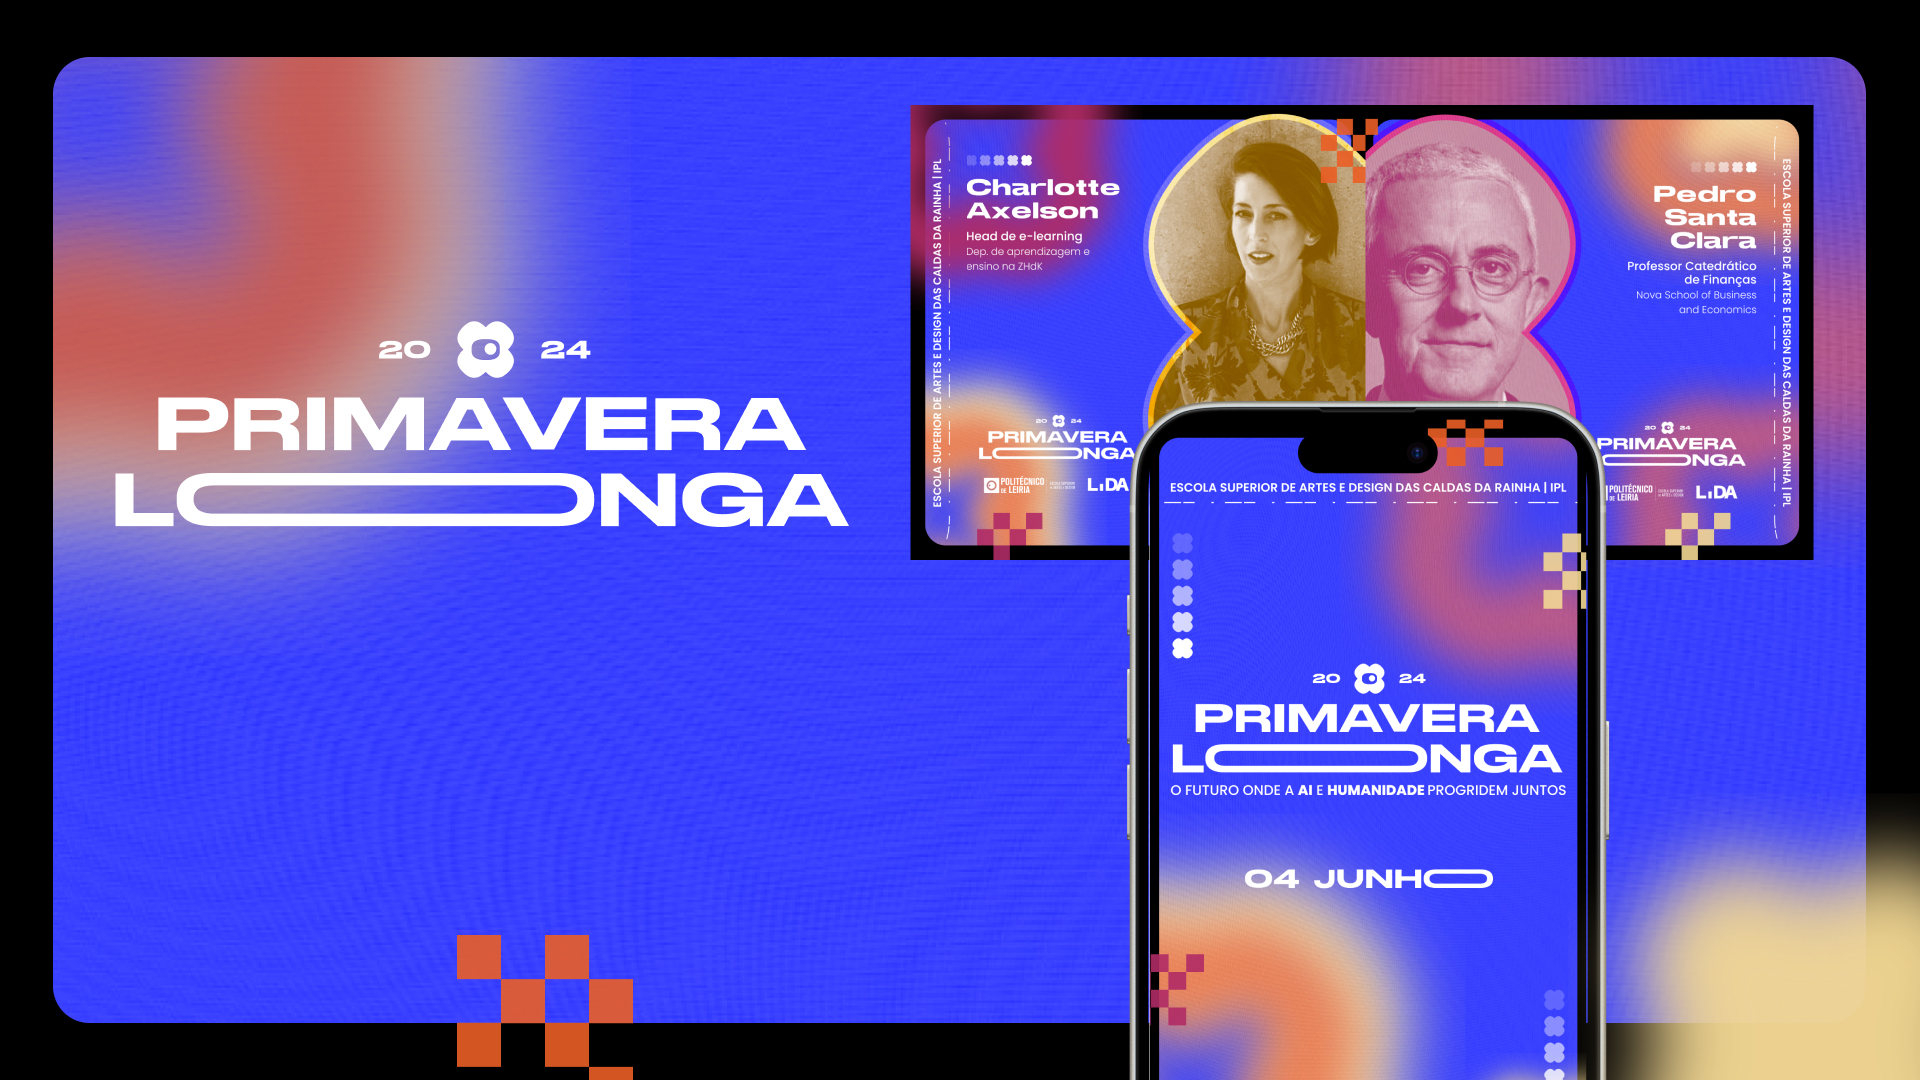 20 24
PRIMAVERA
LONGA
ESCOLA SUPERIOR DE ARTES E DESIGN DAS CALDAS DA RAINHA | IPL
Charlotte
Axelson
Head de e-learning
Dep. de aprendizagem e
ensino na ZHdK
20 24
PRIMAVERA
LONGA
POLITÉCNICO
DE LEIRIA
LiDA
Pedro
Santa
Clara
Professor Catedrático
de Finanças
Nova School of Business
and Economics
ESCOLA SUPERIOR DE ARTES E DESIGN DAS CALDAS DA RAINHA | IPL
20 24
PRIMAVERA
ONGA
POLITÉCNICO
DE LEIRIA
LiDA
ESCOLA SUPERIOR DE ARTES E DESIGN DAS CALDAS DA RAINHA | IPL
20 24
PRIMAVERA
LONGA
O FUTURO ONDE A AI E HUMANIDADE PROGRIDEM JUNTOS
04 JUNHO